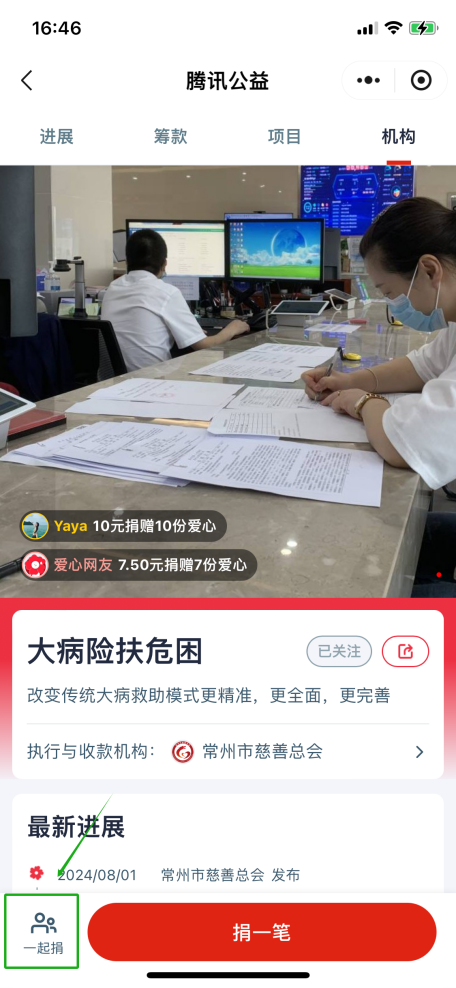 16:46
腾讯公益
进展
筹款
项目
机构
Yaya 10元捐赠10份爱心
爱心网友 7.50元捐赠7份爱心
大病险扶危困
已关注
改变传统大病救助模式更精准，更全面，更完善
执行与收款机构：
常州市慈善总会
最新进展
2024/08/01 常州市慈善总会 发布
一起捐
捐一笔